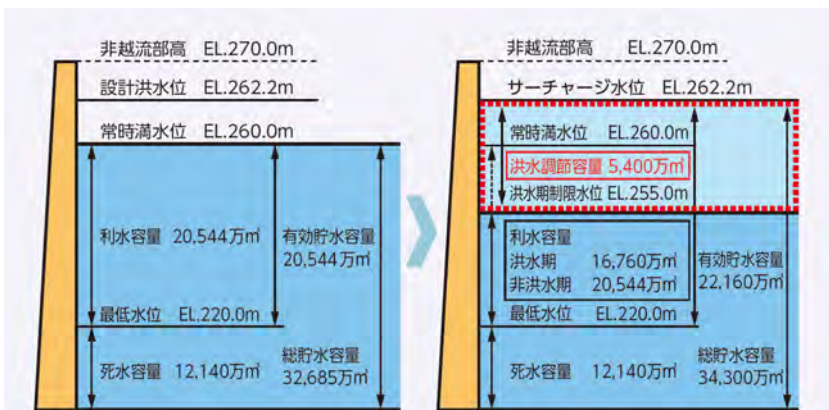 非越流部高 EL.270.0m
設計洪水位 EL.262.2m
常時満水位 EL.260.0m
利水容量 20,544万㎥
有効貯水容量
20,544万㎥
最低水位 EL.220.0m
死水容量 12,140万㎥
総貯水容量
32,685万㎥
非越流部高 EL.270.0m
サーチャージ水位 EL.262.2m
常時満水位 EL.260.0m
洪水調節容量 5,400万㎥
洪水期制限水位 EL.255.0m
利水容量
洪水期 16,760万㎥
非洪水期 20,544万㎥
有効貯水容量
22,160万㎥
最低水位 EL.220.0m
死水容量 12,140万㎥
総貯水容量
34,300万㎥